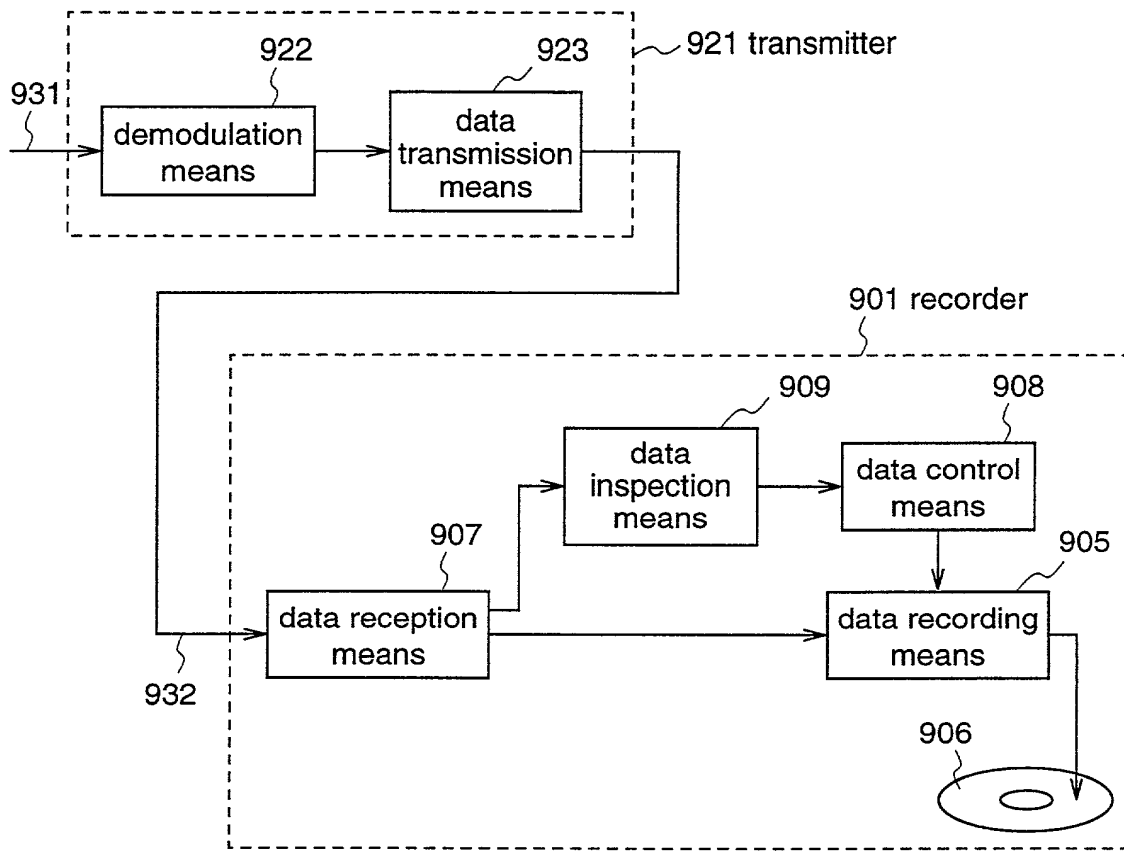 921 transmitter
922
923
931
demodulation
means
data
transmission
means
901 recorder
909
908
data
inspection
means
data control
means
907
905
data reception
means
data recording
means
932
906